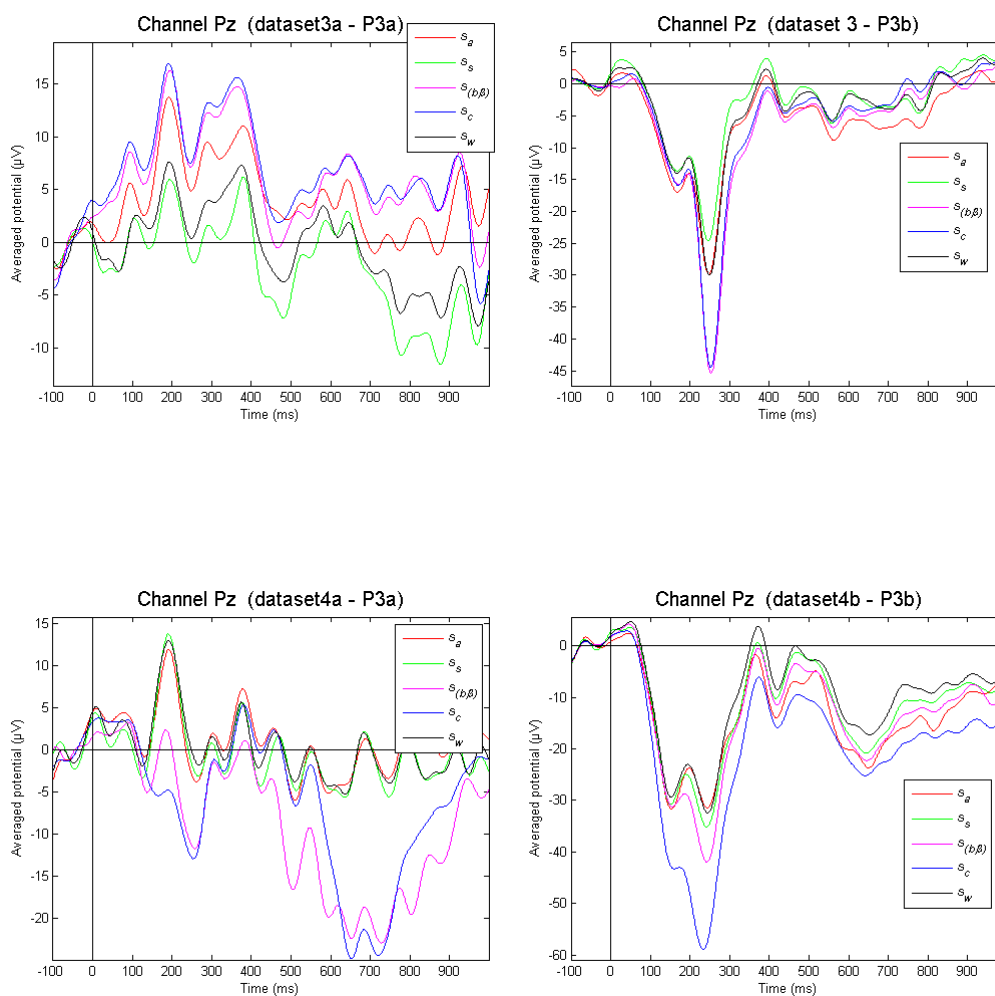 Channel Pz (dataset3a - P3a)
Averaged potential (µV)
15
10
5
0
-5
-10
-100 0 100 200 300 400 500 600 700 800 900
Time (ms)
s_a
s_s
s_(b,β)
s_c
s_w
Channel Pz (dataset 3 - P3b)
Averaged potential (µV)
5
0
-5
-10
-15
-20
-25
-30
-35
-40
-45
-100 0 100 200 300 400 500 600 700 800 900
Time (ms)
s_a
s_s
s_(b,β)
s_c
s_w
Channel Pz (dataset4a - P3a)
Averaged potential (µV)
15
10
5
0
-5
-10
-15
-20
-100 0 100 200 300 400 500 600 700 800 900
Time (ms)
s_a
s_s
s_(b,β)
s_c
s_w
Channel Pz (dataset4b - P3b)
Averaged potential (µV)
0
-10
-20
-30
-40
-50
-60
-100 0 100 200 300 400 500 600 700 800 900
Time (ms)
s_a
s_s
s_(b,β)
s_c
s_w